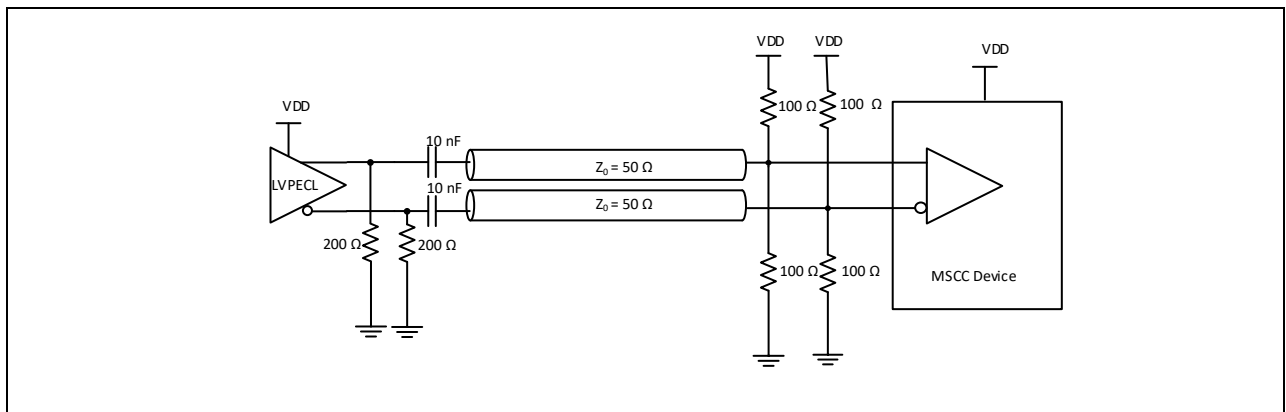 VDD
VDD
VDD
VDD
100 Ω
100 Ω
10 nF
LVPECL
Z₀ = 50 Ω
10 nF
Z₀ = 50 Ω
200 Ω
200 Ω
100 Ω
100 Ω
MSCC Device